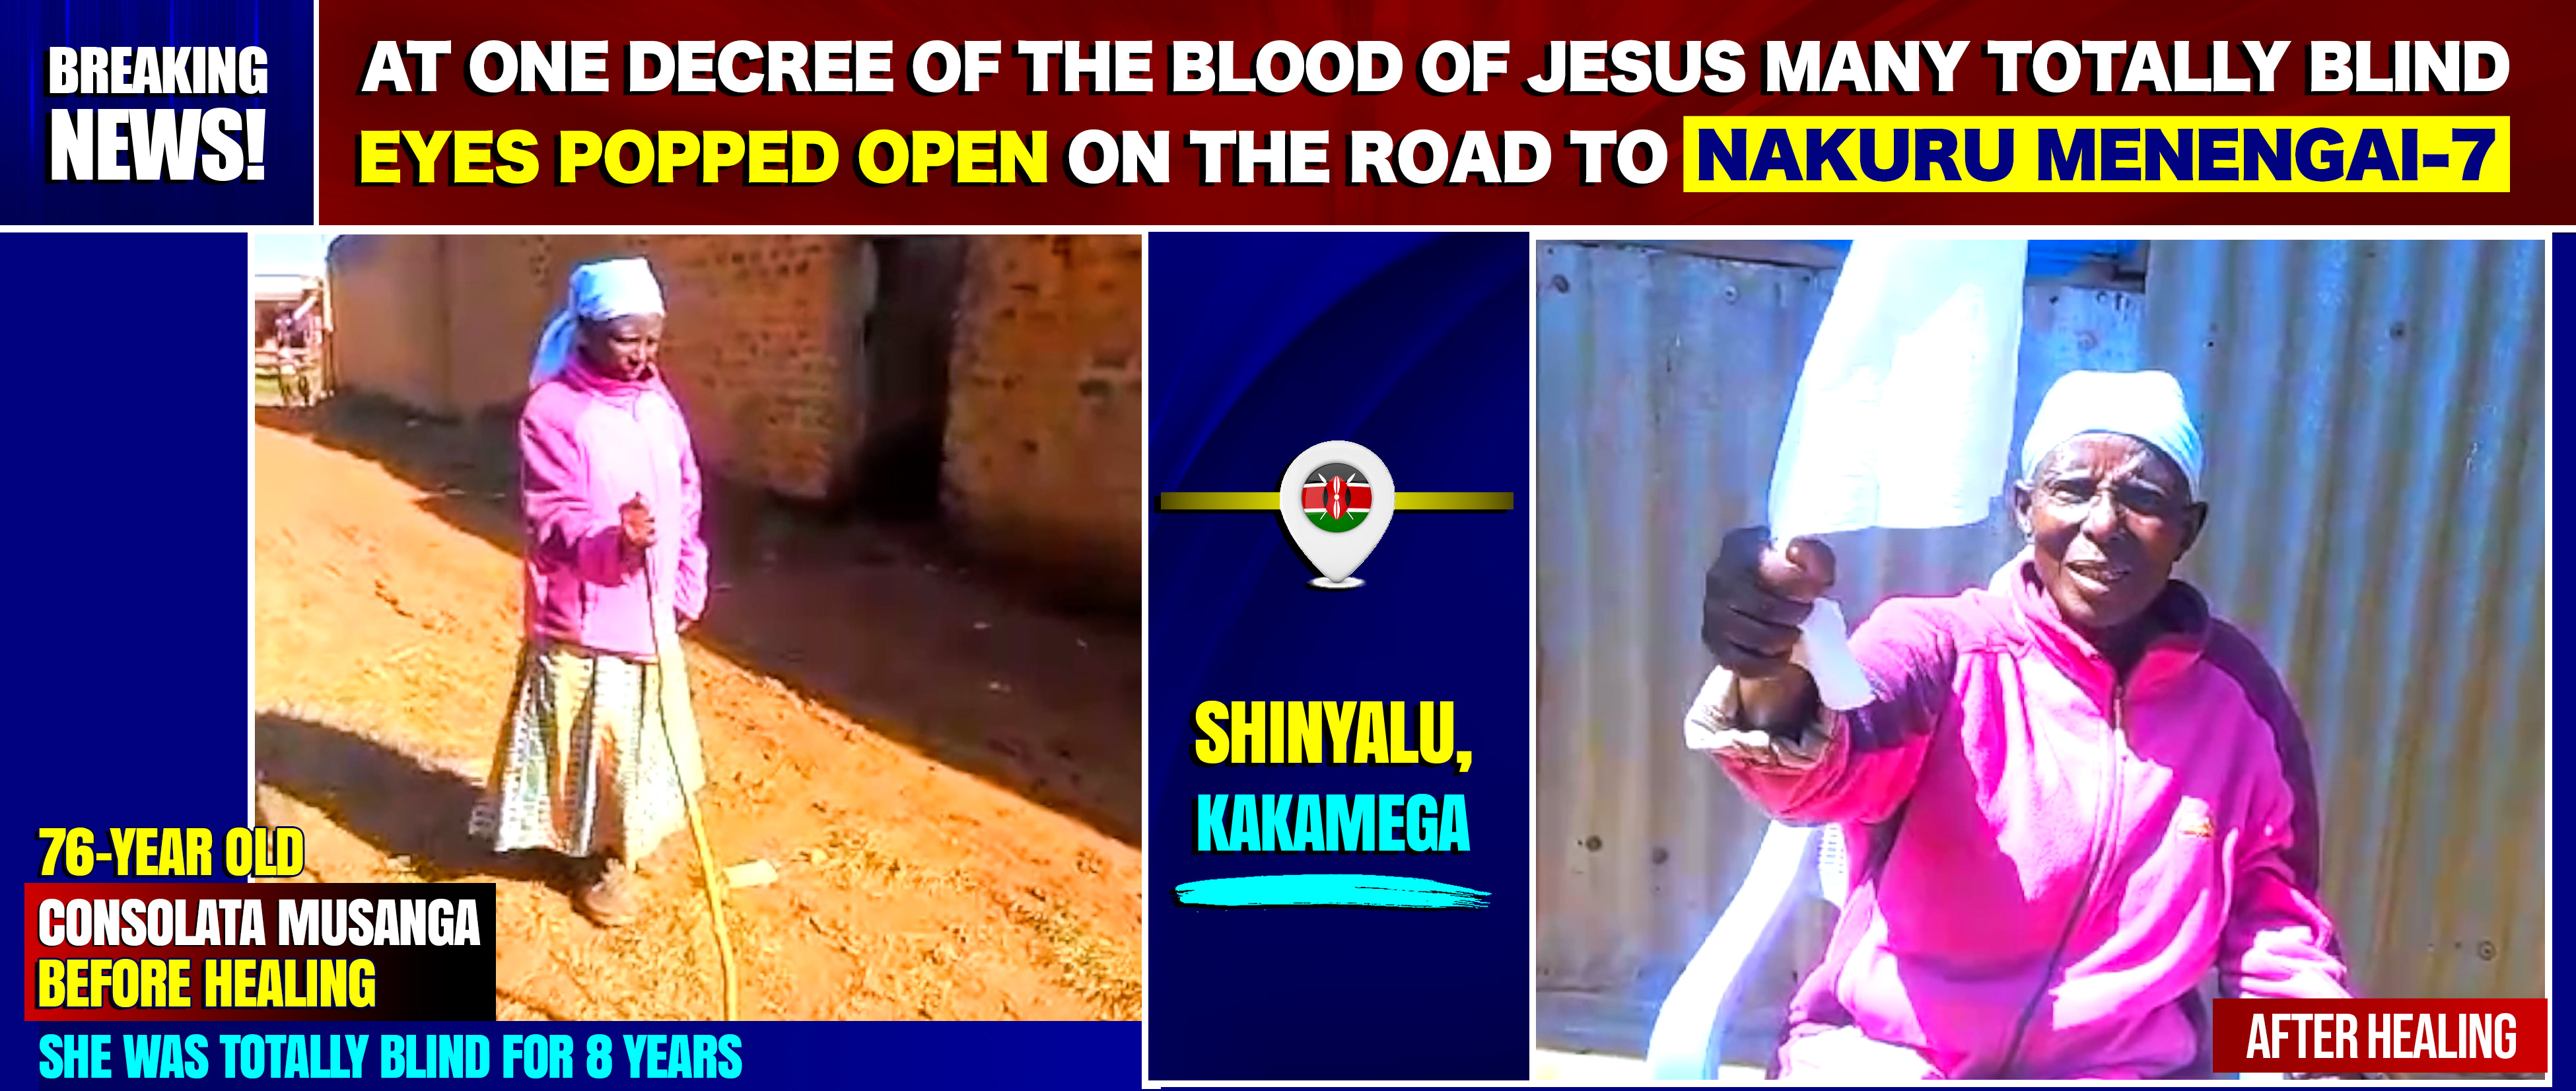 BREAKING
NEWS!
AT ONE DECREE OF THE BLOOD OF JESUS MANY TOTALLY BLIND
EYES POPPED OPEN ON THE ROAD TO NAKURU MENENGAI-7
76-YEAR OLD
CONSOLATA MUSANGA
BEFORE HEALING
SHE WAS TOTALLY BLIND FOR 8 YEARS
SHINYALU,
KAKAMEGA
AFTER HEALING